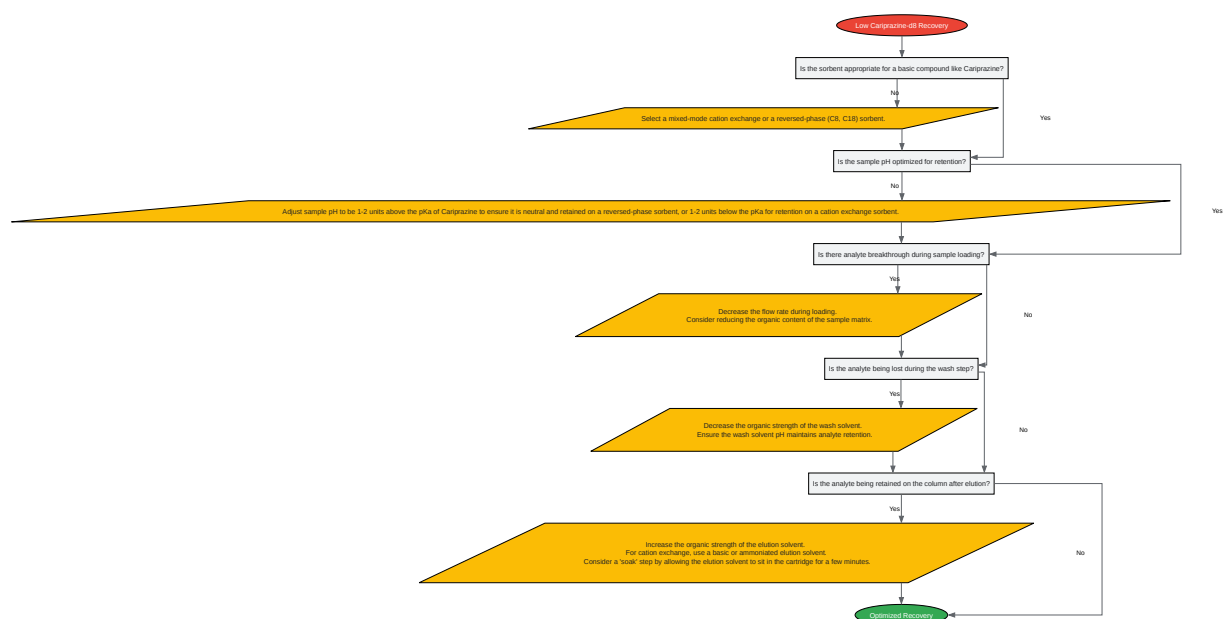 Low Cariprazine-d8 Recovery
Is the sorbent appropriate for a basic compound like Cariprazine?
No
Select a mixed-mode cation exchange or a reversed-phase (C8, C18) sorbent.
Yes
Is the sample pH optimized for retention?
No
Adjust sample pH to be 1-2 units above the pKa of Cariprazine to ensure it is neutral and retained on a reversed-phase sorbent, or 1-2 units below the pKa for retention on a cation exchange sorbent.
Yes
Is there analyte breakthrough during sample loading?
Yes
Decrease the flow rate during loading.
Consider reducing the organic content of the sample matrix.
No
Is the analyte being lost during the wash step?
Yes
Decrease the organic strength of the wash solvent.
Ensure the wash solvent pH maintains analyte retention.
No
Is the analyte being retained on the column after elution?
Yes
Increase the organic strength of the elution solvent.
For cation exchange, use a basic or ammoniated elution solvent.
Consider a 'soak' step by allowing the elution solvent to sit in the cartridge for a few minutes.
No
Optimized Recovery